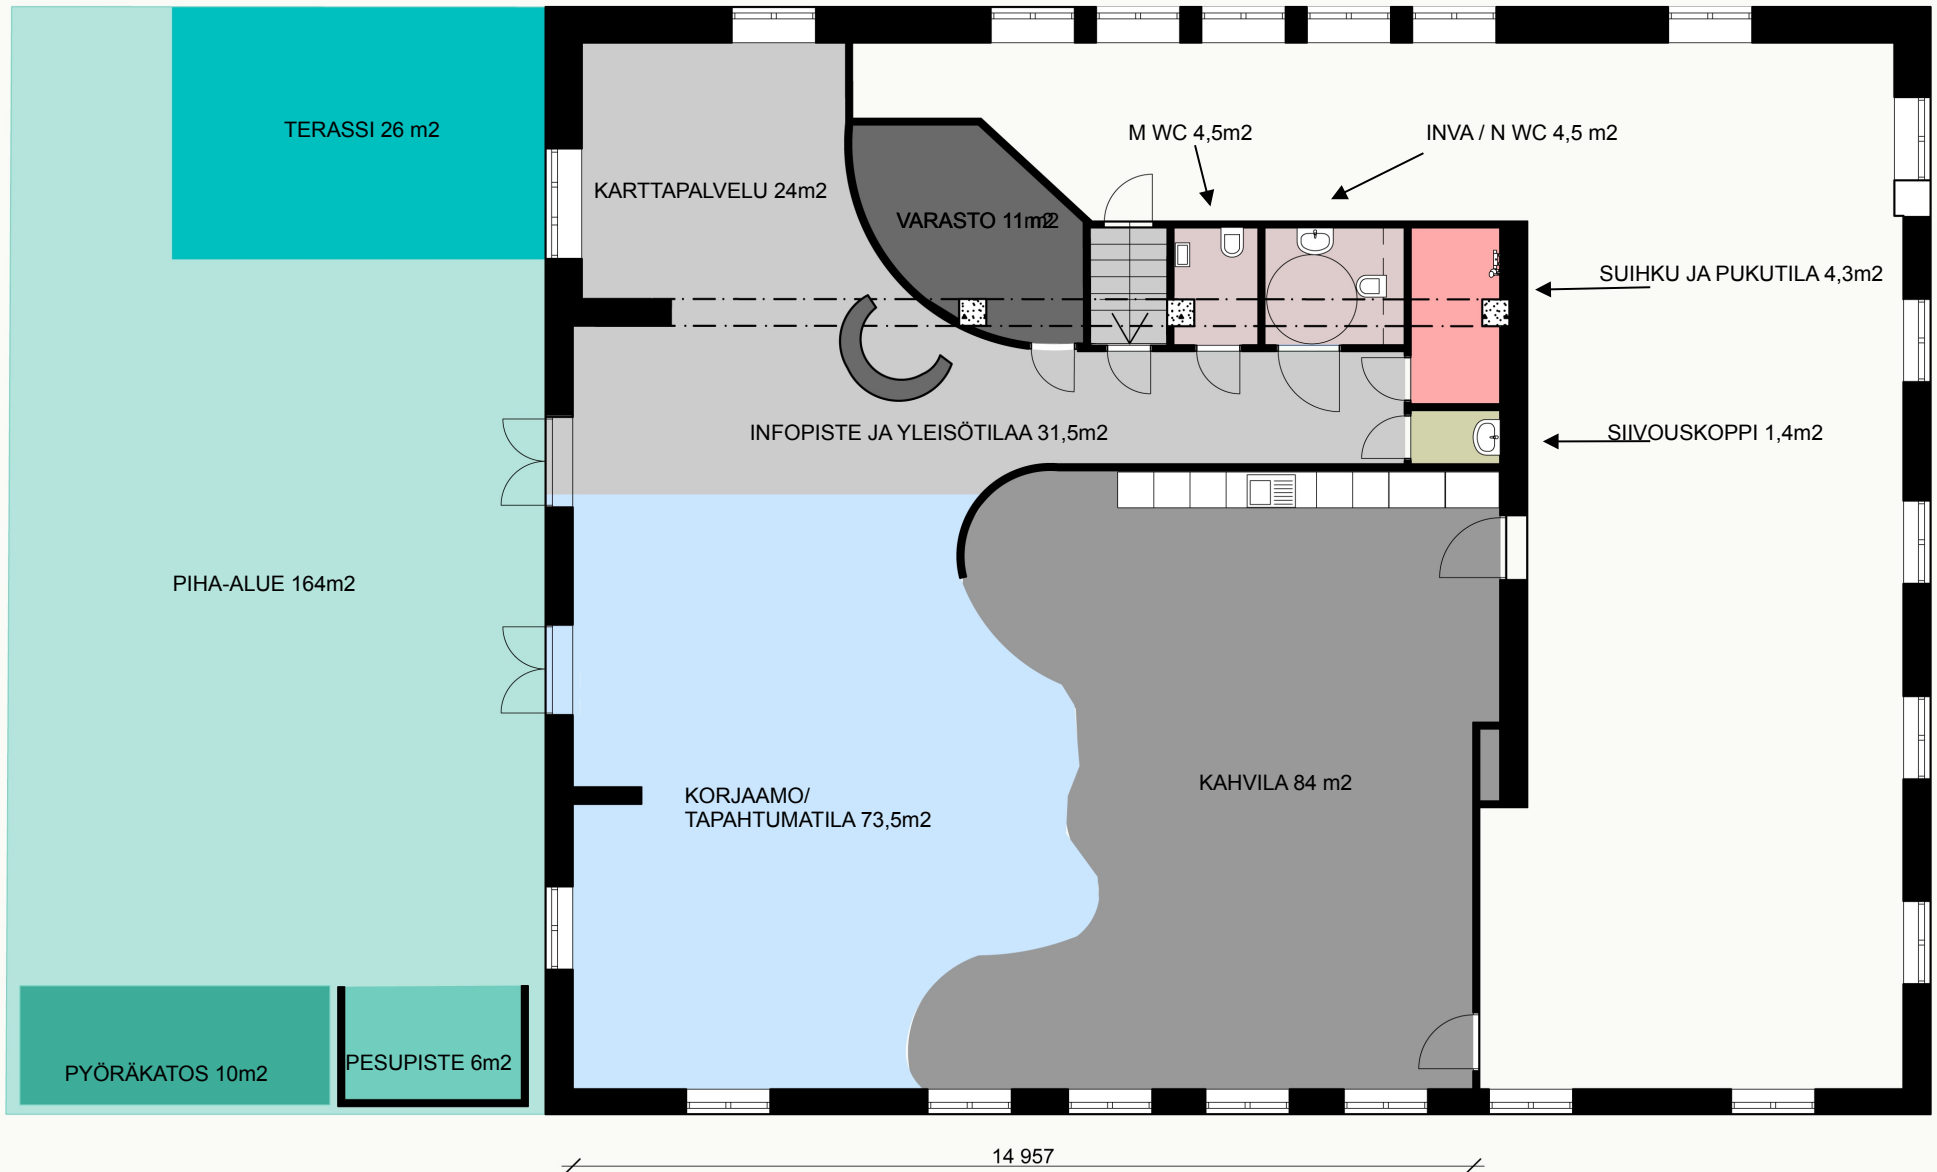 TERASSI 26 m2
M WC 4,5m2
INVA / N WC 4,5 m2
KARTTAPALVELU 24m2
VARASTO 11m2
SUIHKU JA PUKUTILA 4,3m2
INFOPISTE JA YLEISÖTILAA 31,5m2
SIIVOUSKOPPI 1,4m2
PIHA-ALUE 164m2
KORJAAMO/
TAPAHTUMATILA 73,5m2
KAHVILA 84 m2
PYÖRÄKATOS 10m2
PESUPISTE 6m2
14 957